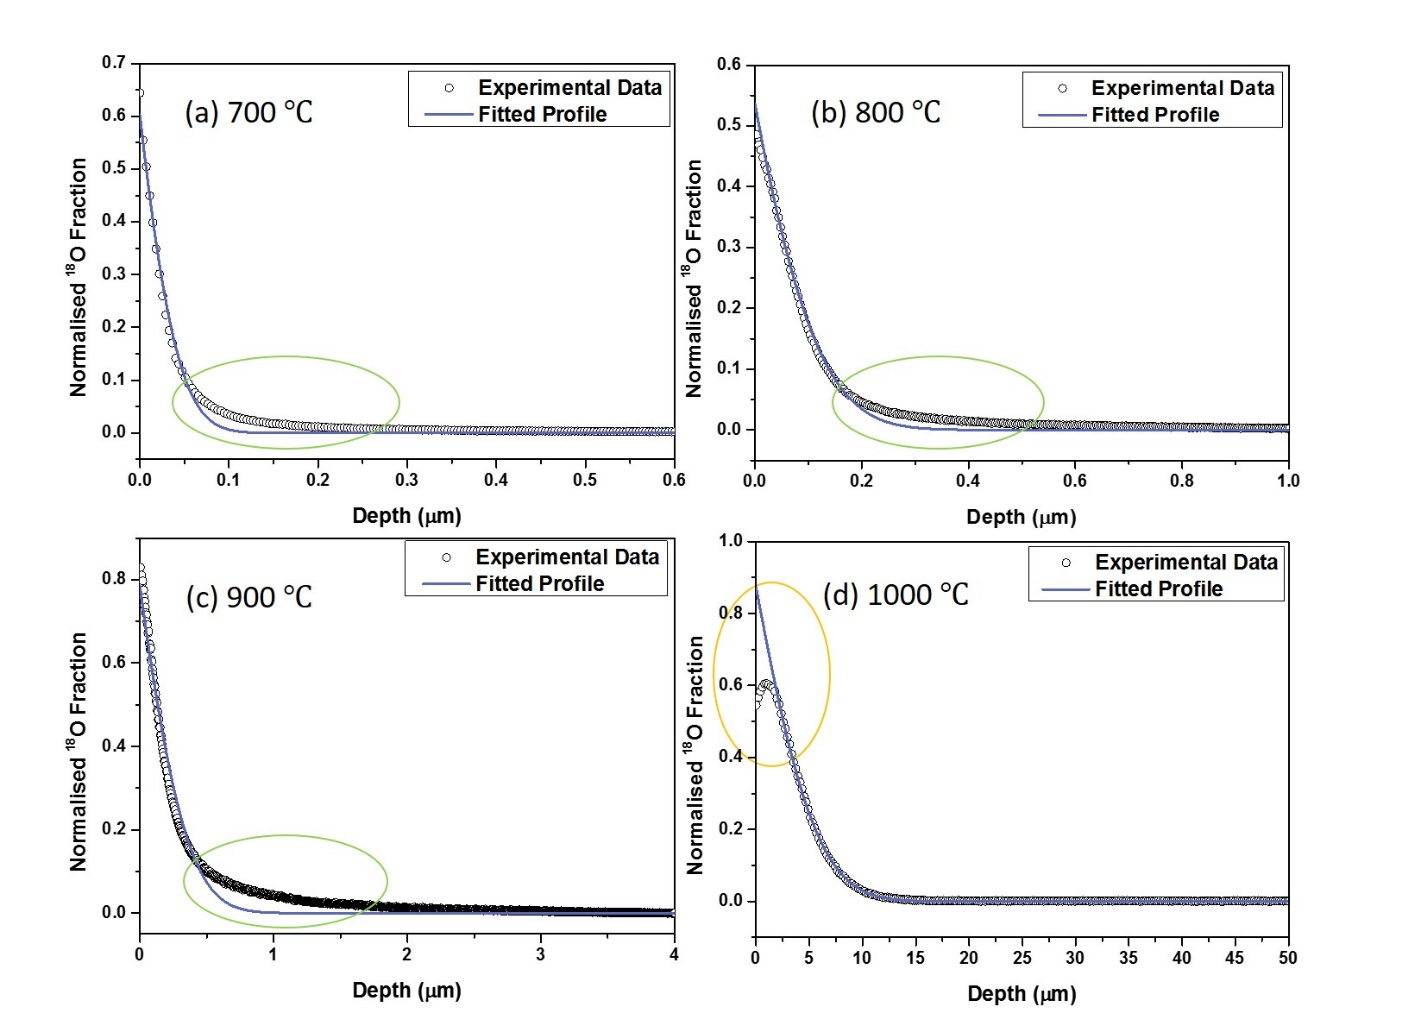 0.7
0.6
0.5
0.4
0.3
0.2
0.1
0.0
Normalised ¹⁸O Fraction
(a) 700 °C
Experimental Data
Fitted Profile
0.0 0.1 0.2 0.3 0.4 0.5 0.6
Depth (μm)
0.6
0.5
0.4
0.3
0.2
0.1
0.0
Normalised ¹⁸O Fraction
(b) 800 °C
Experimental Data
Fitted Profile
0.0 0.2 0.4 0.6 0.8 1.0
Depth (μm)
0.8
0.6
0.4
0.2
0.0
Normalised ¹⁸O Fraction
(c) 900 °C
Experimental Data
Fitted Profile
0 1 2 3 4
Depth (μm)
1.0
0.8
0.6
0.4
0.2
0.0
Normalised ¹⁸O Fraction
(d) 1000 °C
Experimental Data
Fitted Profile
0 5 10 15 20 25 30 35 40 45 50
Depth (μm)